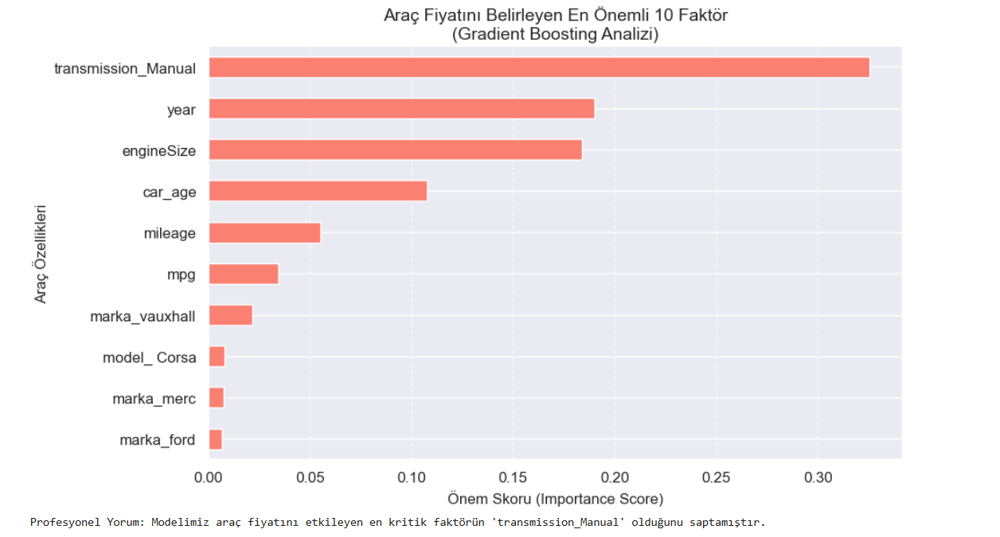 Araç Fiyatını Belirleyen En Önemli 10 Faktör
(Gradient Boosting Analizi)
transmission_Manual
year
engineSize
car_age
mileage
mpg
marka_vauxhall
model_ Corsa
marka_merc
marka_ford
Araç Özellikleri
0.00 0.05 0.10 0.15 0.20 0.25 0.30
Önem Skoru (Importance Score)
Profesyonel Yorum: Modelimiz araç fiyatını etkileyen en kritik faktörün 'transmission_Manual' olduğunu saptamıştır.